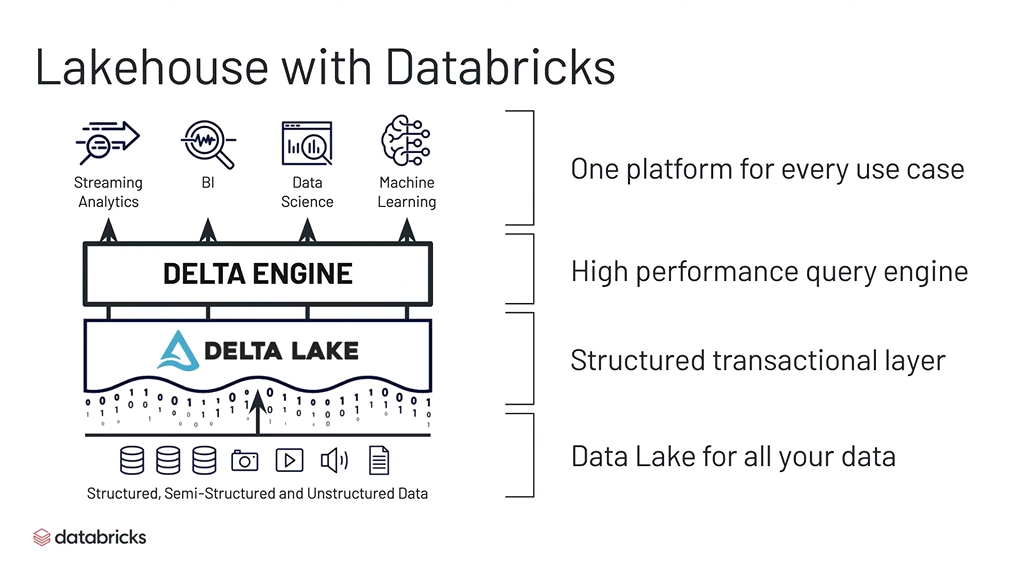 Lakehouse with Databricks
Streaming
Analytics
BI
Data
Science
Machine
Learning
One platform for every use case
DELTA ENGINE
High performance query engine
DELTA LAKE
Structured transactional layer
Structured, Semi-Structured and Unstructured Data
Data Lake for all your data
databricks